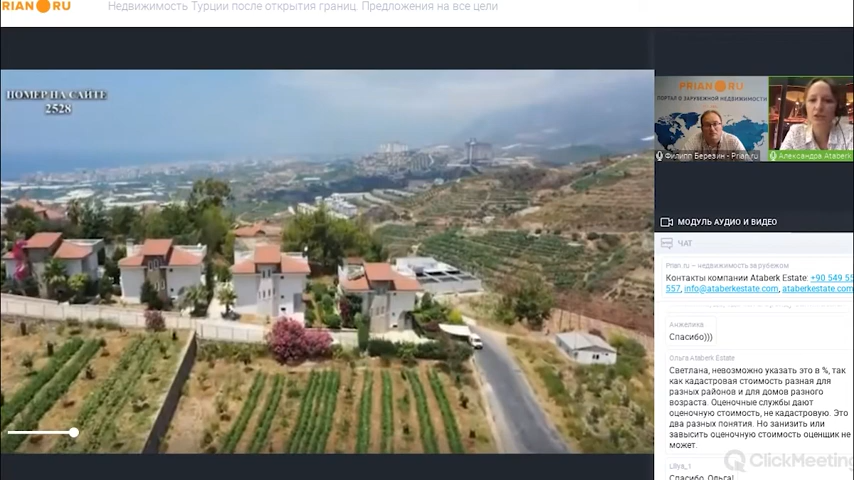 RIAN RU
Недвижимость Турции после открытия границ. Предложения на все цели
НОМЕР НА САЙТЕ
2528
PRIAN.RU
ПОРТАЛ О ЗАРУБЕЖНОЙ НЕДВИЖИМОСТИ
Филипп Березин - Prian.ru
Александра Ataberk
МОДУЛЬ АУДИО И ВИДЕО
ЧАТ
Prian.ru – недвижимость за рубежом
Контакты компании Ataberk Estate: +90 549 55
557, info@ataberkestate.com, ataberkestate.com
Анжелика
Спасибо)))
Ольга Ataberk Estate
Светлана, невозможно указать это в %, так
как кадастровая стоимость разная для
разных районов и для домов разного
возраста. Оценочные службы дают
оценочную стоимость, не кадастровую. Это
два разных понятия. Но занизить или
завысить оценочную стоимость оценщик не
может.
ClickMeeting
Liliya_1
Спасибо, Ольга!